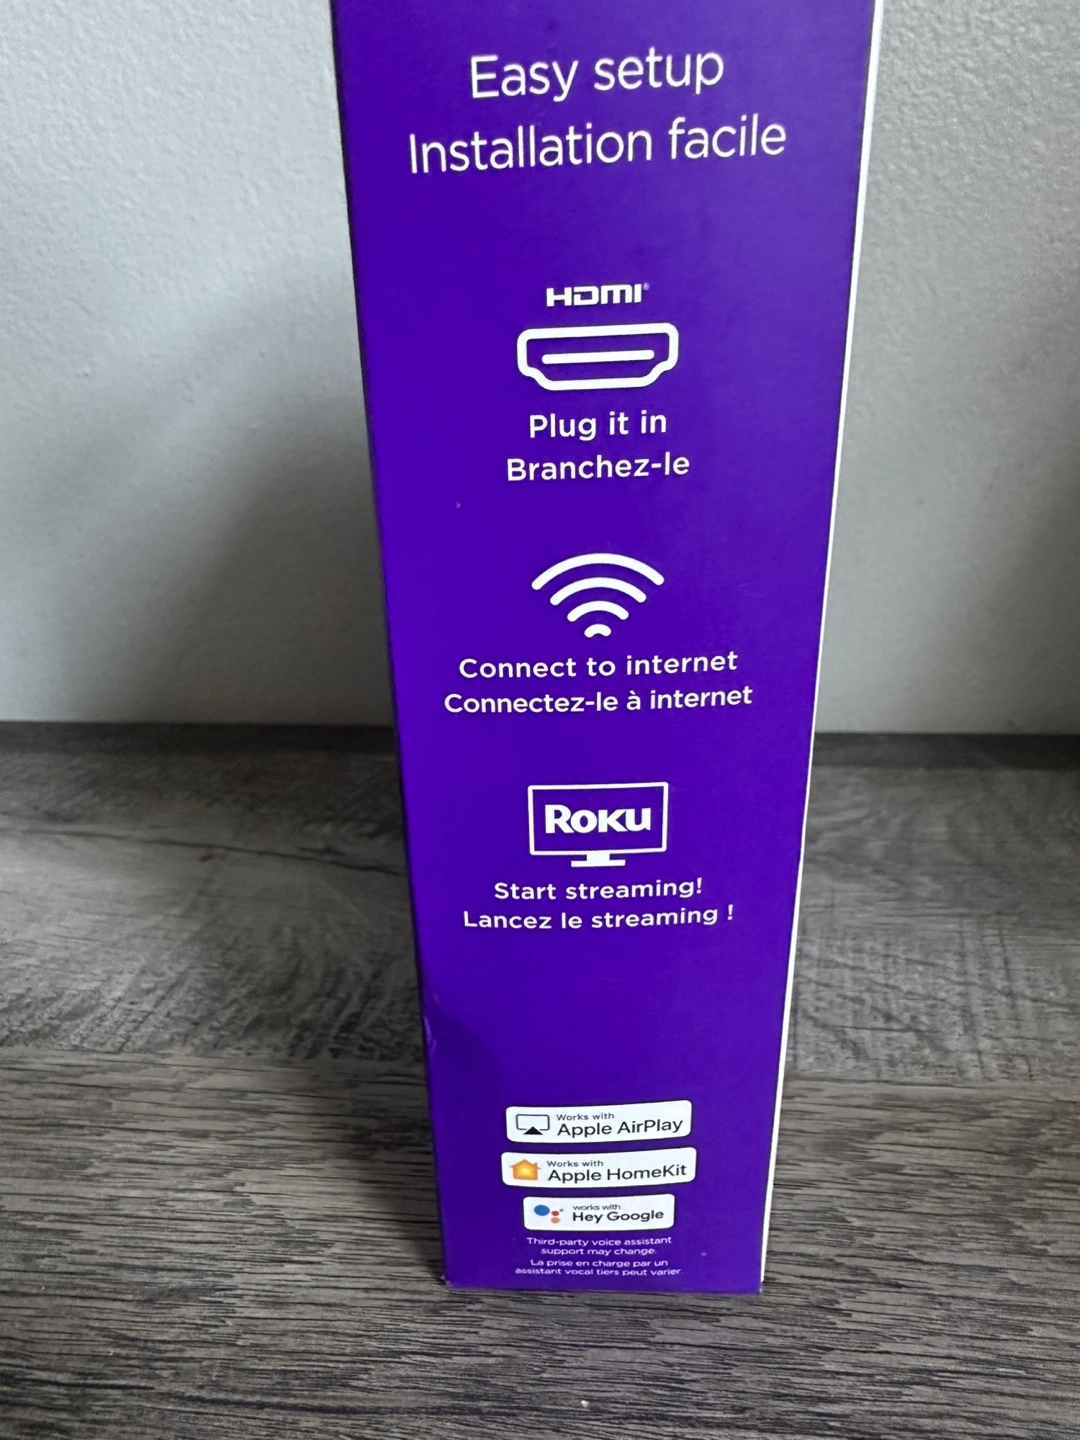 Easy setup
Installation facile
HDMI®
Plug it in
Branchez-le
Connect to internet
Connectez-le à internet
Roku
Start streaming!
Lancez le streaming !
Works with
Apple AirPlay
Works with
Apple HomeKit
works with
Hey Google
Third-party voice assistant
support may change.
La prise en charge par un
assistant vocal tiers peut varier.